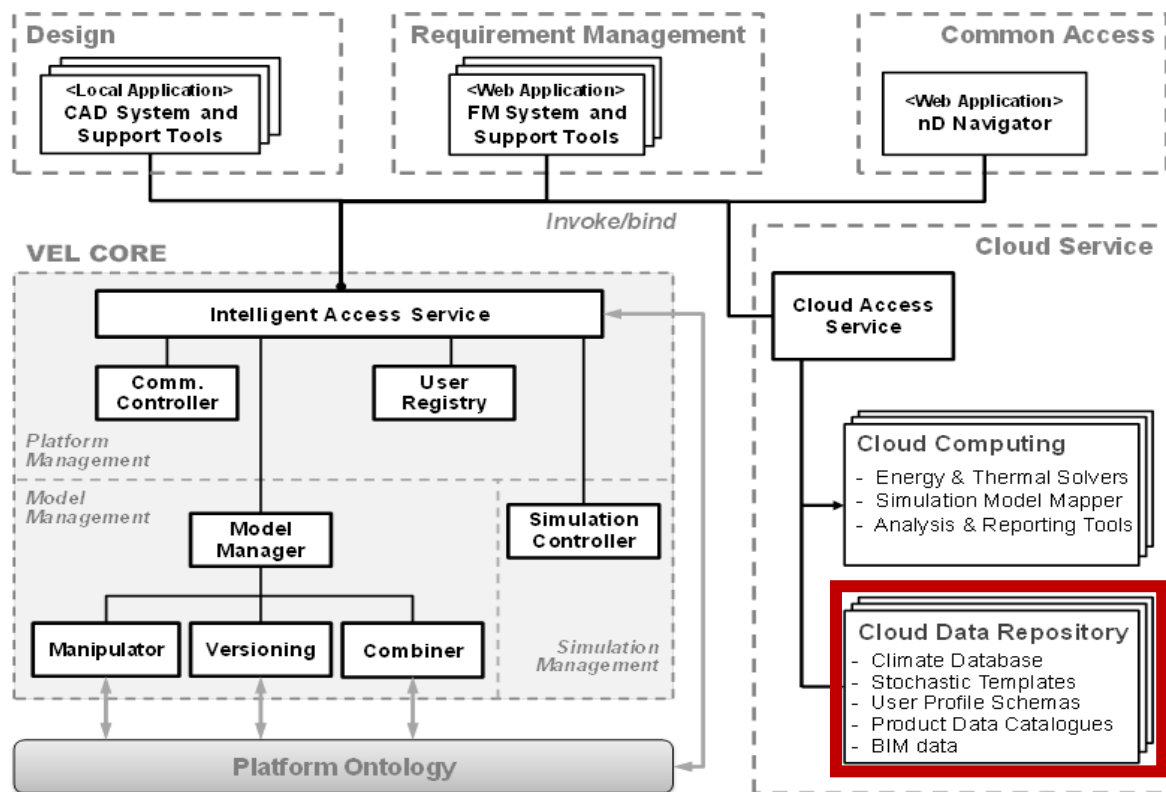 Design
<Local Application>
CAD System and
Support Tools
Requirement Management
<Web Application>
FM System and
Support Tools
Common Access
<Web Application>
nD Navigator
Invoke/bind
VEL CORE
Intelligent Access Service
Comm.
Controller
User
Registry
Platform
Management
Model
Management
Model
Manager
Simulation
Controller
Manipulator
Versioning
Combiner
Simulation
Management
Platform Ontology
Cloud Service
Cloud Access
Service
Cloud Computing
- Energy & Thermal Solvers
- Simulation Model Mapper
- Analysis & Reporting Tools
Cloud Data Repository
- Climate Database
- Stochastic Templates
- User Profile Schemas
- Product Data Catalogues
- BIM data